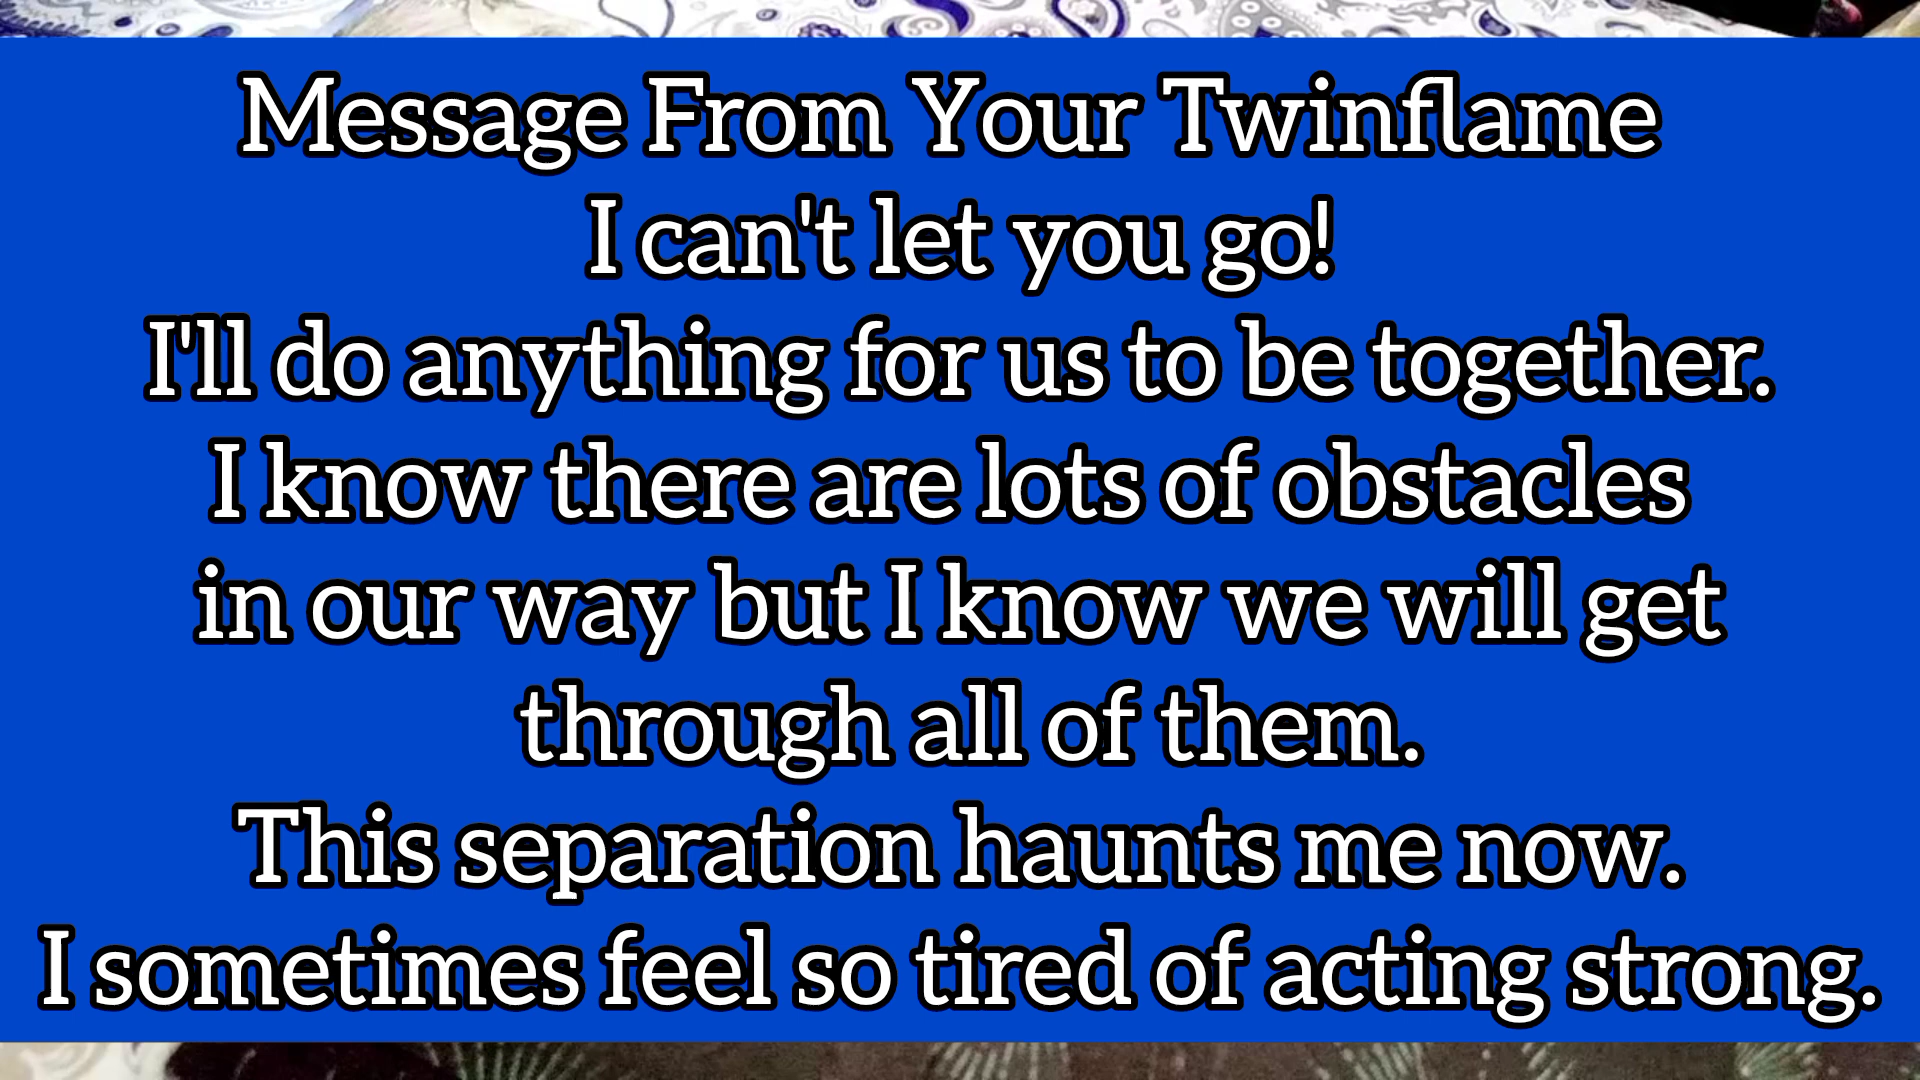 Message From Your Twinflame
I can't let you go!
I'll do anything for us to be together.
I know there are lots of obstacles
in our way but I know we will get
through all of them.
This separation haunts me now.
I sometimes feel so tired of acting strong.